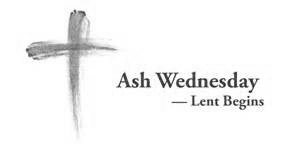 Ash Wednesday
— Lent Begins